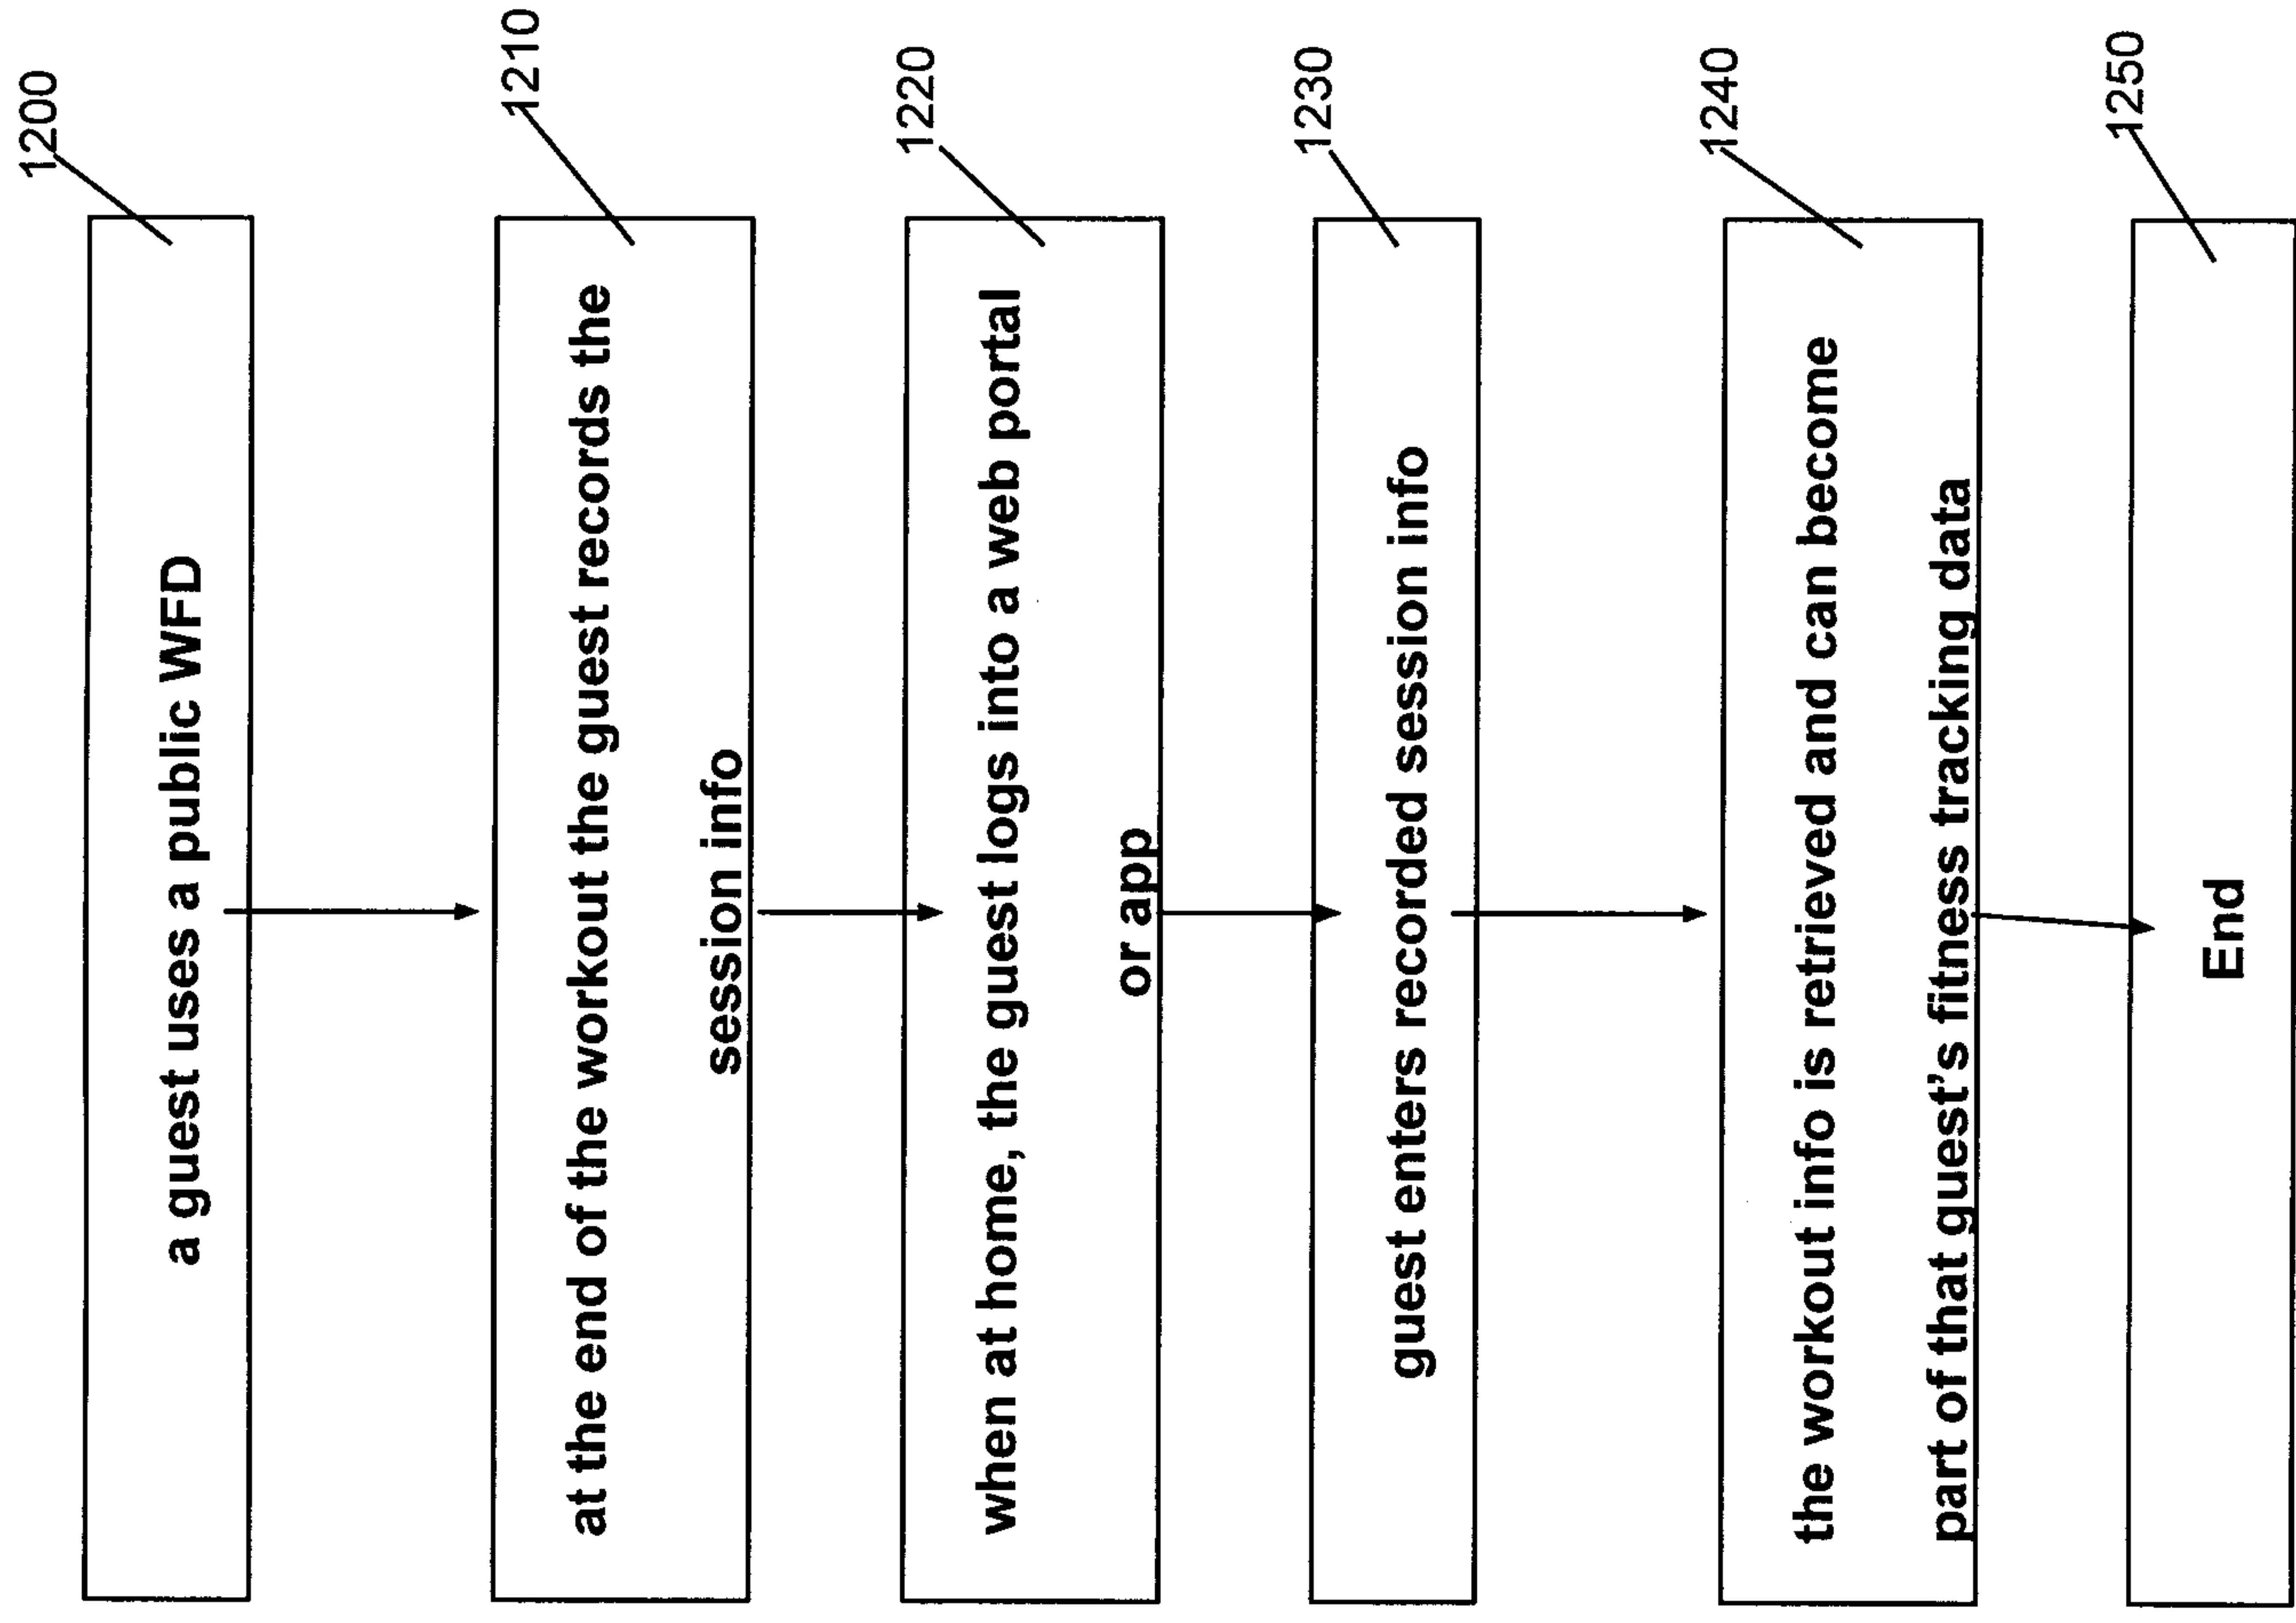 1200
a guest uses a public WFD
1210
at the end of the workout the guest records the
session info
1220
when at home, the guest logs into a web portal
or app
1230
guest enters recorded session info
1240
the workout info is retrieved and can become
part of that guest's fitness tracking data
1250
End